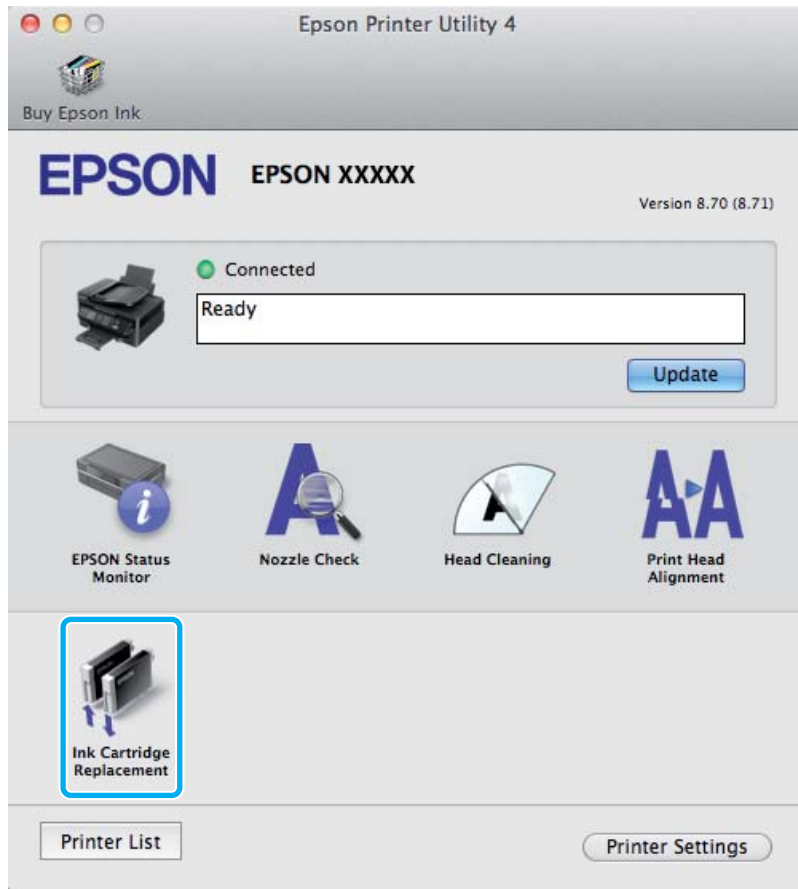 Epson Printer Utility 4
Buy Epson Ink
EPSON
EPSON XXXXX
Version 8.70 (8.71)
Connected
Ready
Update
EPSON Status
Monitor
Nozzle Check
Head Cleaning
Print Head
Alignment
Ink Cartridge
Replacement
Printer List
Printer Settings